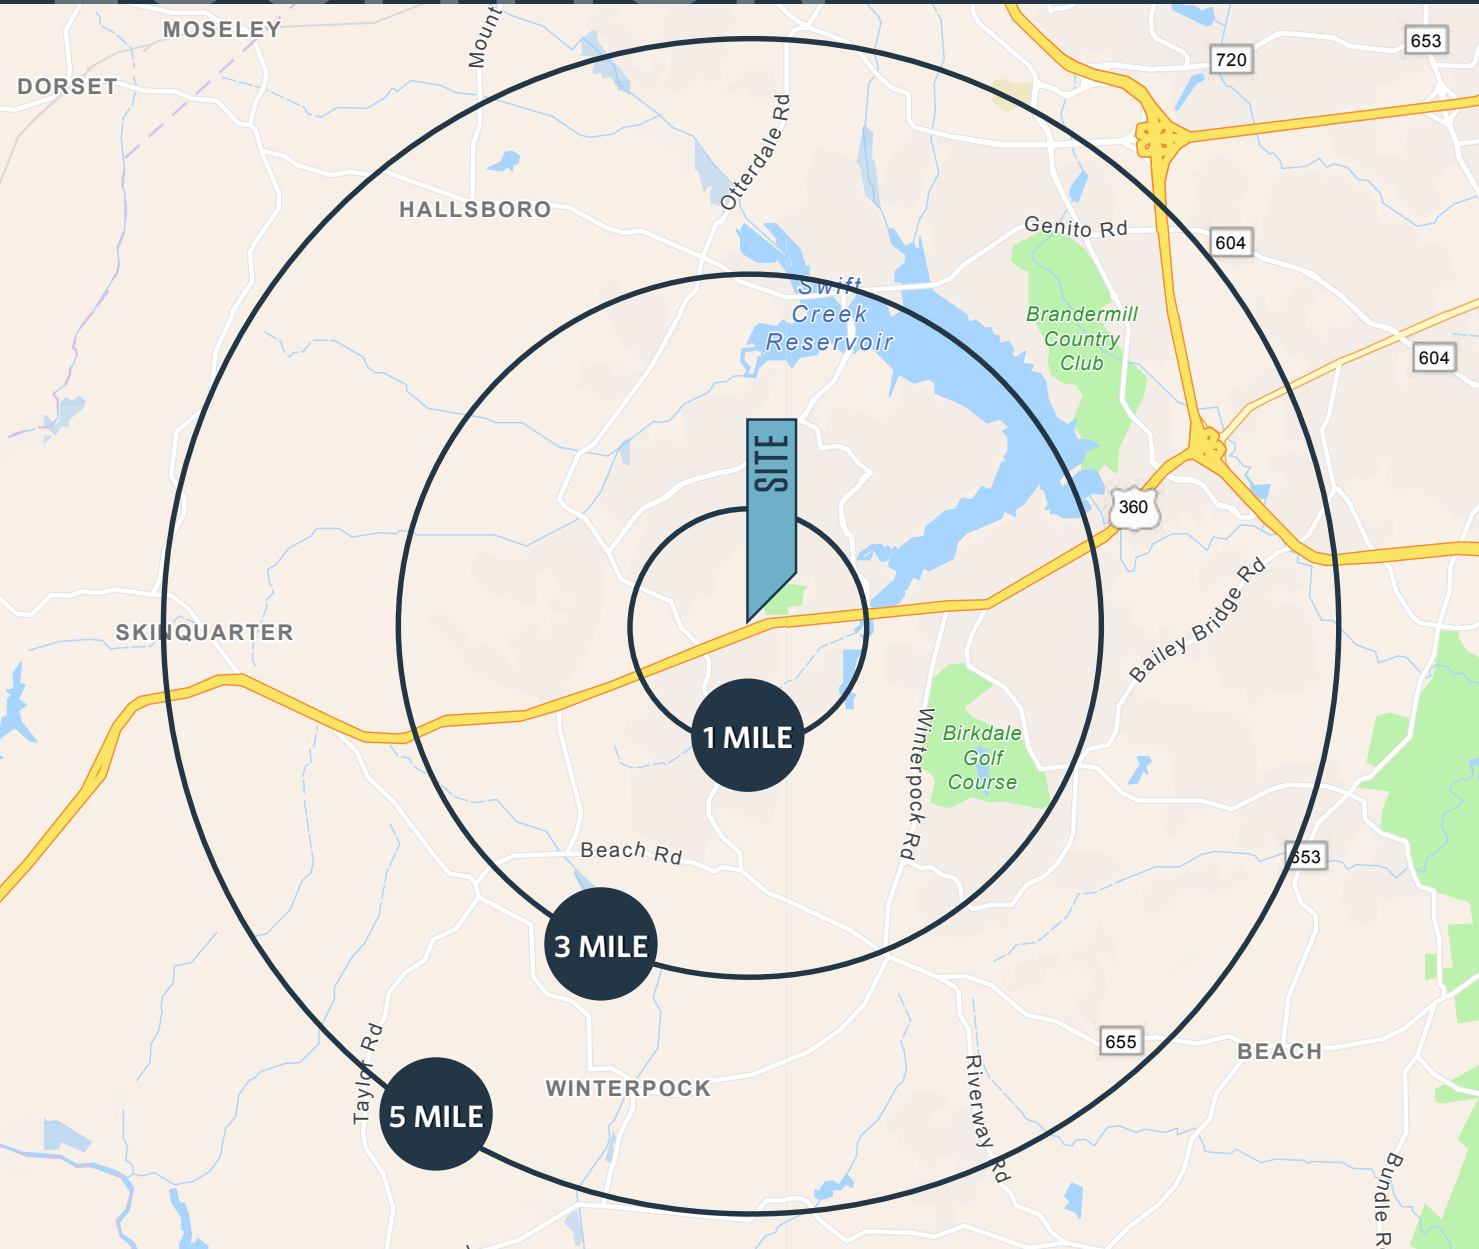 MOSELEY
Mount
653
720
DORSET
Otterdale Rd
HALLSBORO
Genito Rd
604
Swift
Creek
Reservoir
Brandermill
Country
Club
604
SITE
360
Bailey Bridge Rd
SKINQUARTER
Winterpock Rd
1 MILE
Birkdale
Golf
Course
Beach Rd
653
3 MILE
Taylor Rd
655
BEACH
WINTERPOCK
Riverway Rd
5 MILE
Bundle R